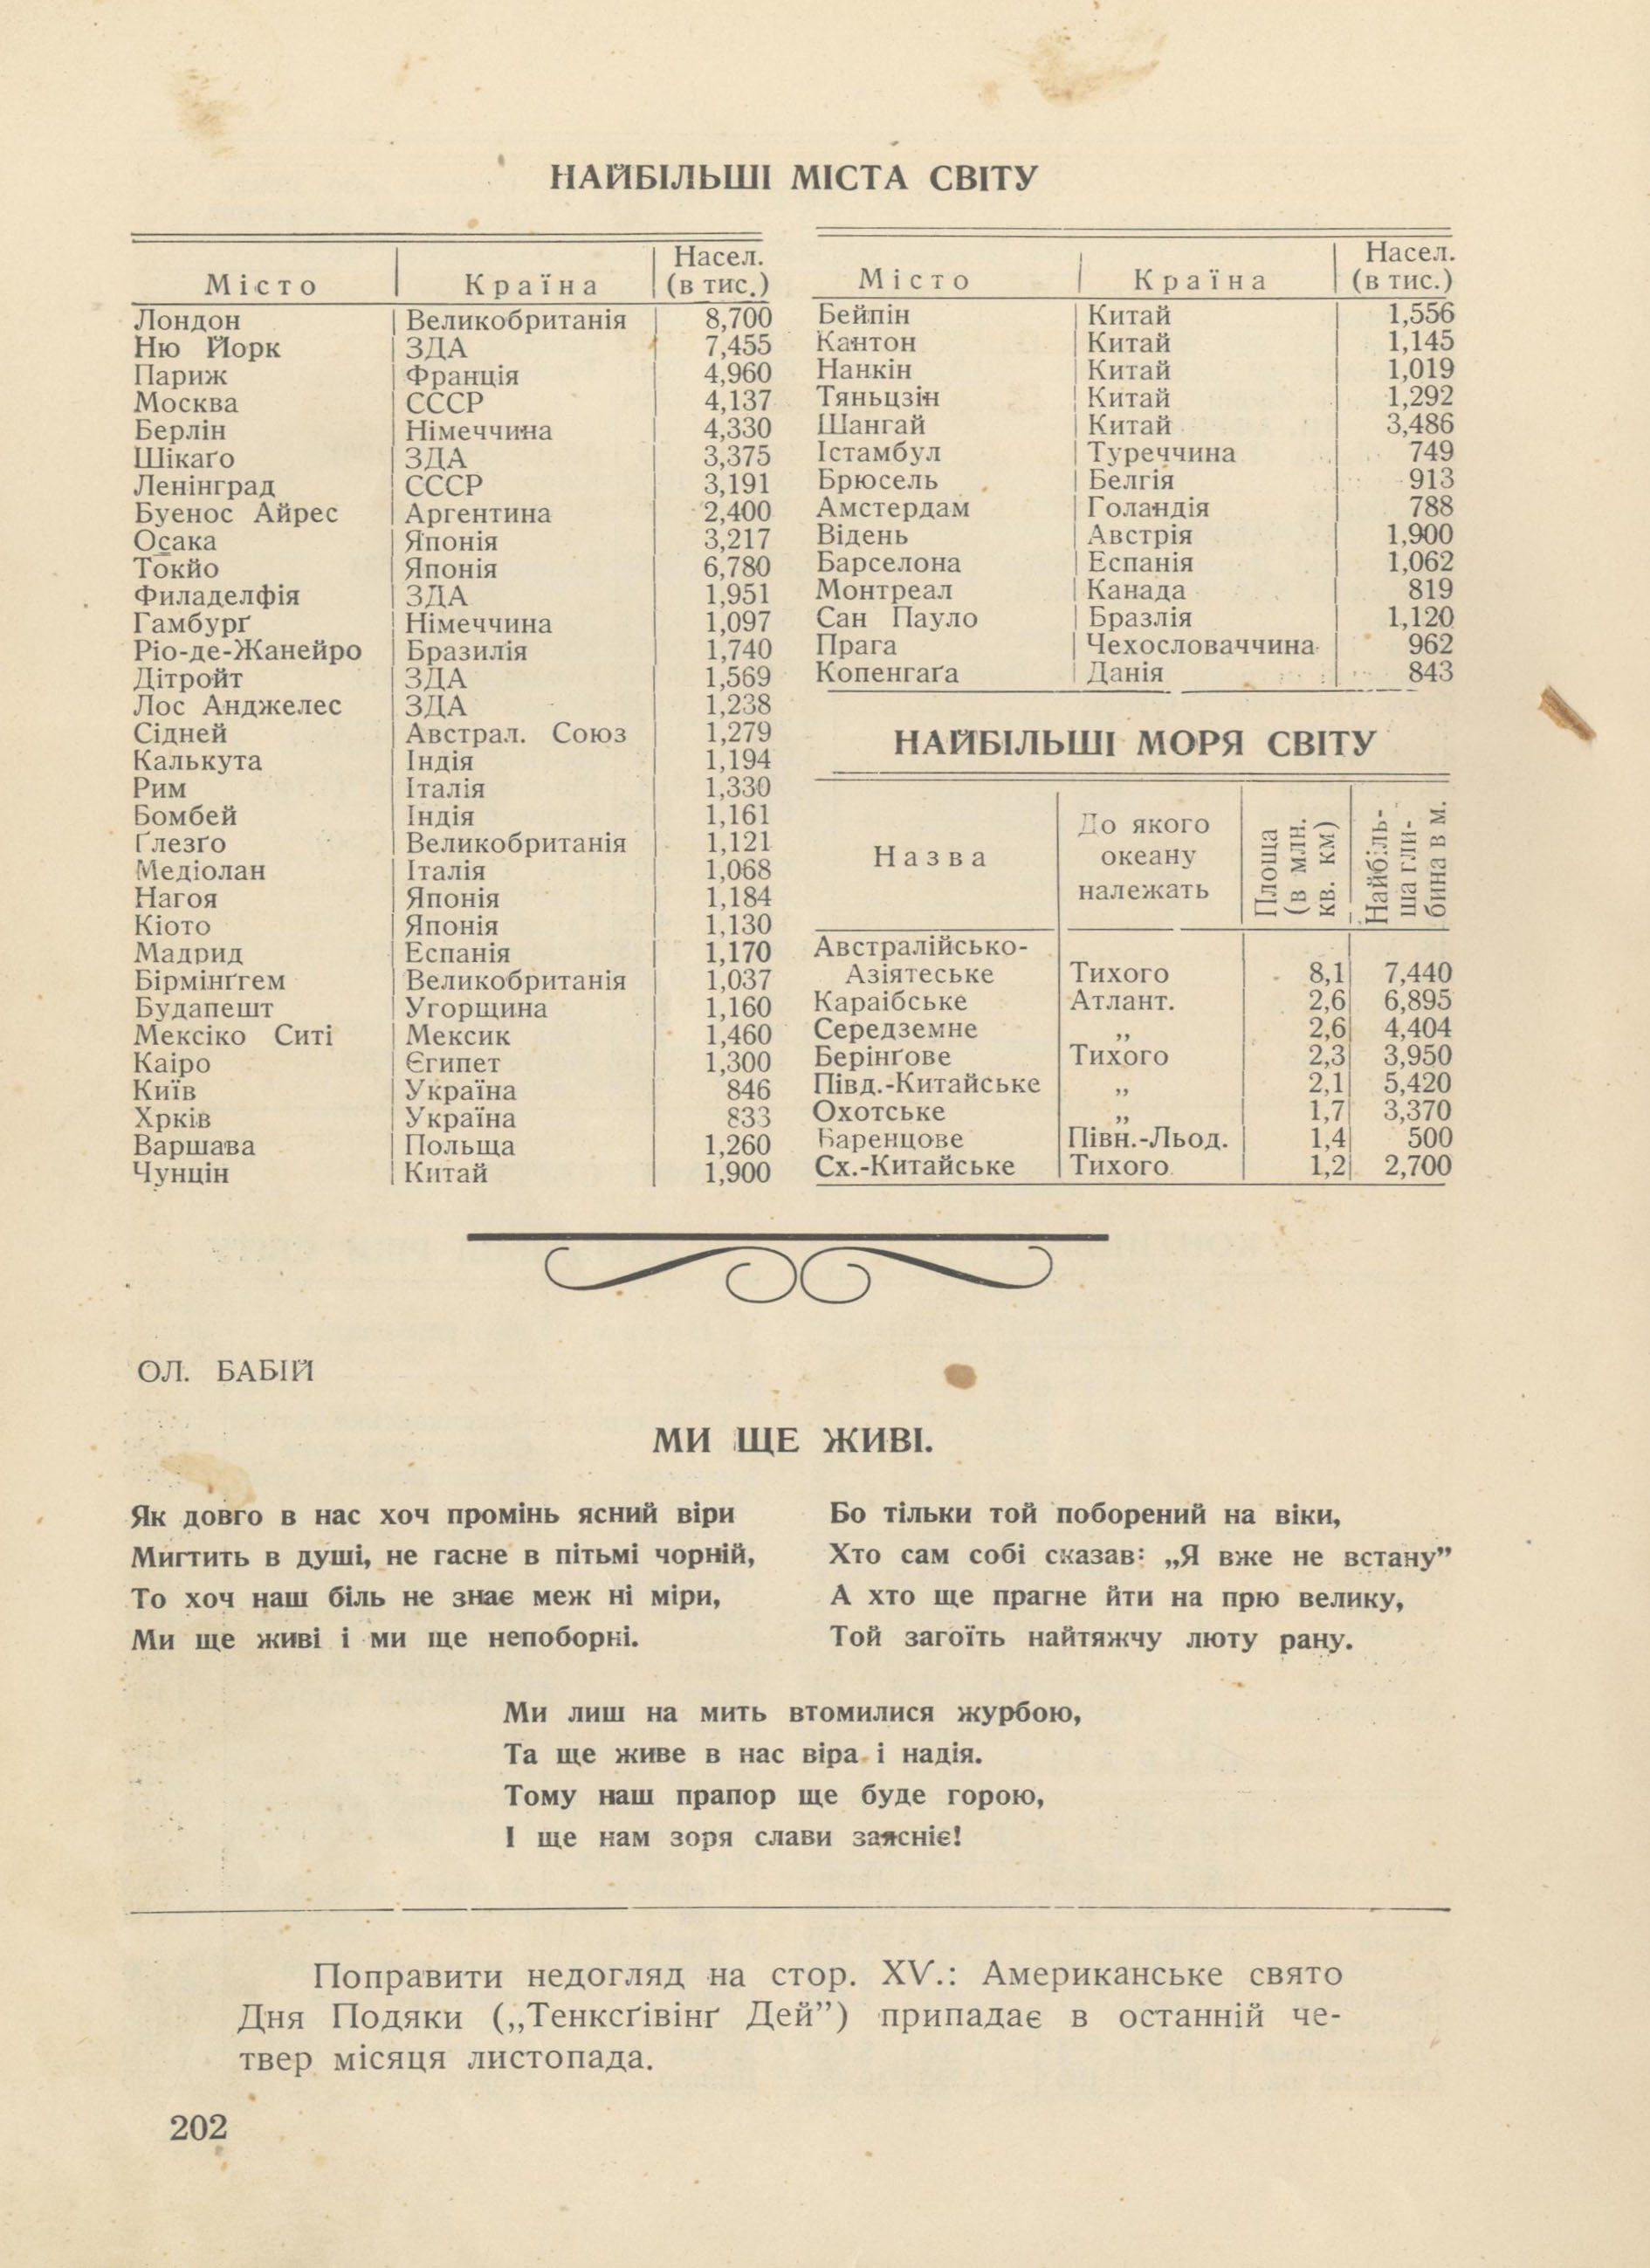 НАЙБІЛЬШІ МІСТА СВІТУ
Місто Країна Насел. (в тис.)
Лондон Великобританія 8,700
Ню Йорк ЗДА 7,455
Париж Франція 4,960
Москва СССР 4,137
Берлін Німеччина 4,330
Шікаґо ЗДА 3,375
Ленінград СССР 3,191
Буенос Айрес Аргентина 2,400
Осака Японія 3,217
Токйо Японія 6,780
Филаделфія ЗДА 1,951
Гамбурґ Німеччина 1,097
Ріо-де-Жанейро Бразилія 1,740
Дітройт ЗДА 1,569
Лос Анджелес ЗДА 1,238
Сідней Австрал. Союз 1,279
Калькута Індія 1,194
Рим Італія 1,330
Бомбей Індія 1,161
Ґлезґо Великобританія 1,121
Медіолан Італія 1,068
Нагоя Японія 1,184
Кіото Японія 1,130
Мадрид Еспанія 1,170
Бірмінґгем Великобританія 1,037
Будапешт Угорщина 1,160
Мексіко Ситі Мексик 1,460
Каіро Єгипет 1,300
Київ Україна 846
Хрків Україна 833
Варшава Польща 1,260
Чунцін Китай 1,900
Місто Країна Насел. (в тис.)
Бейпін Китай 1,556
Кантон Китай 1,145
Нанкін Китай 1,019
Тяньцзін Китай 1,292
Шангай Китай 3,486
Істамбул Туреччина 749
Брюсель Белгія 913
Амстердам Голандія 788
Відень Австрія 1,900
Барселона Еспанія 1,062
Монтреал Канада 819
Сан Пауло Бразлія 1,120
Прага Чехословаччина 962
Копенгаґа Данія 843
НАЙБІЛЬШІ МОРЯ СВІТУ
Назва До якого океану належать Площа (в млн. кв. км) Найбіль- ша гли- бина в м.
Австралійсько-
Азіятеське Тихого 8,1 7,440
Караібське Атлант. 2,6 6,895
Середземне „ 2,6 4,404
Берінґове Тихого 2,3 3,950
Півд.-Китайське „ 2,1 5,420
Охотське „ 1,7 3,370
Баренцове Півн.-Льод. 1,4 500
Сх.-Китайське Тихого 1,2 2,700
ОЛ. БАБІЙ
МИ ЩЕ ЖИВІ.
Як довго в нас хоч промінь ясний віри
Мигтить в душі, не гасне в пітьмі чорній,
То хоч наш біль не знає меж ні міри,
Ми ще живі і ми ще непоборні.
Бо тільки той поборений на віки,
Хто сам собі сказав: „Я вже не встану”
А хто ще прагне йти на прю велику,
Той загоїть найтяжчу люту рану.
Ми лиш на мить втомилися журбою,
Та ще живе в нас віра і надія.
Тому наш прапор ще буде горою,
І ще нам зоря слави заясніє!
Поправити недогляд на стор. XV.: Американське свято
Дня Подяки („Тенксґівінґ Дей”) припадає в останній че-
твер місяця листопада.
202